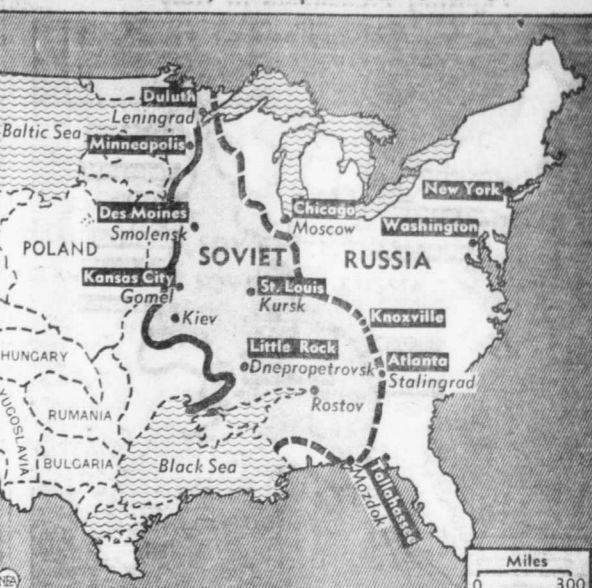 Duluth
Leningrad
Baltic Sea
Minneapolis
New York
Des Moines
Chicago
Smolensk
Moscow
Washington
POLAND
SOVIET RUSSIA
Kansas City
St. Louis
Gomel
Kursk
Kiev
Knoxville
HUNGARY
Little Rock
Atlanta
Dnepropetrovsk
Stalingrad
YUGOSLAVIA
RUMANIA
Rostov
BULGARIA
Black Sea
Mozdok
Tallahassee
Miles
0 300
NEA